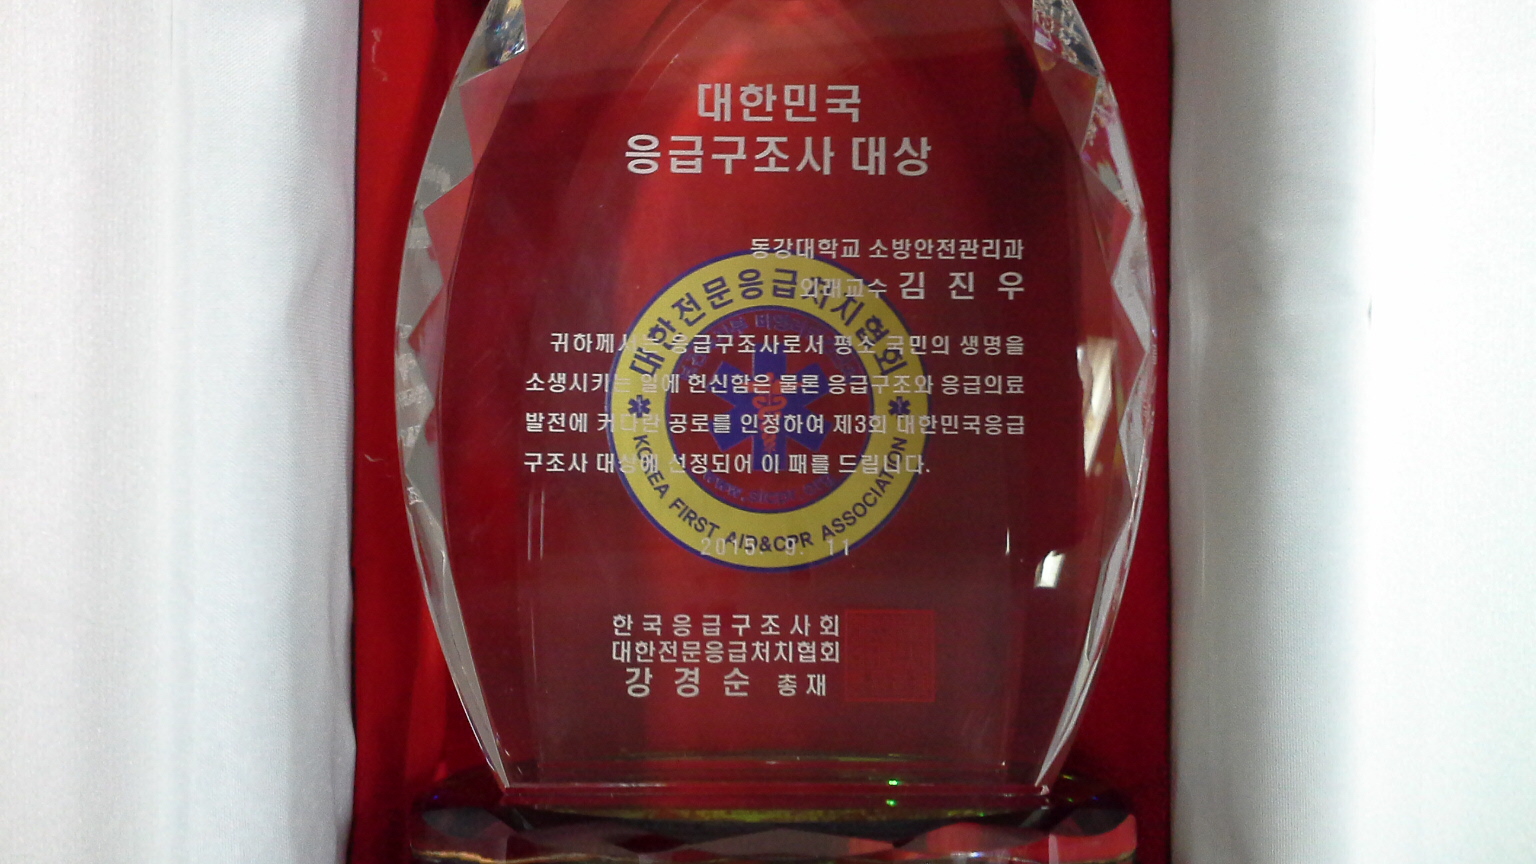 대한민국
응급구조사 대상
동강대학교 소방안전관리과
외래교수 김 진 우
귀하께서는 응급구조사로서 평소 국민의 생명을
소생시키는 일에 헌신함은 물론 응급구조와 응급의료
발전에 커다란 공로를 인정하여 제3회 대한민국응급
구조사 대상에 선정되어 이 패를 드립니다.
2015. 9. 11
대한전문응급처치협회
KOREA FIRST AID&CPR ASSOCIATION
한국응급구조사회
대한전문응급처치협회
강 경 순 총재